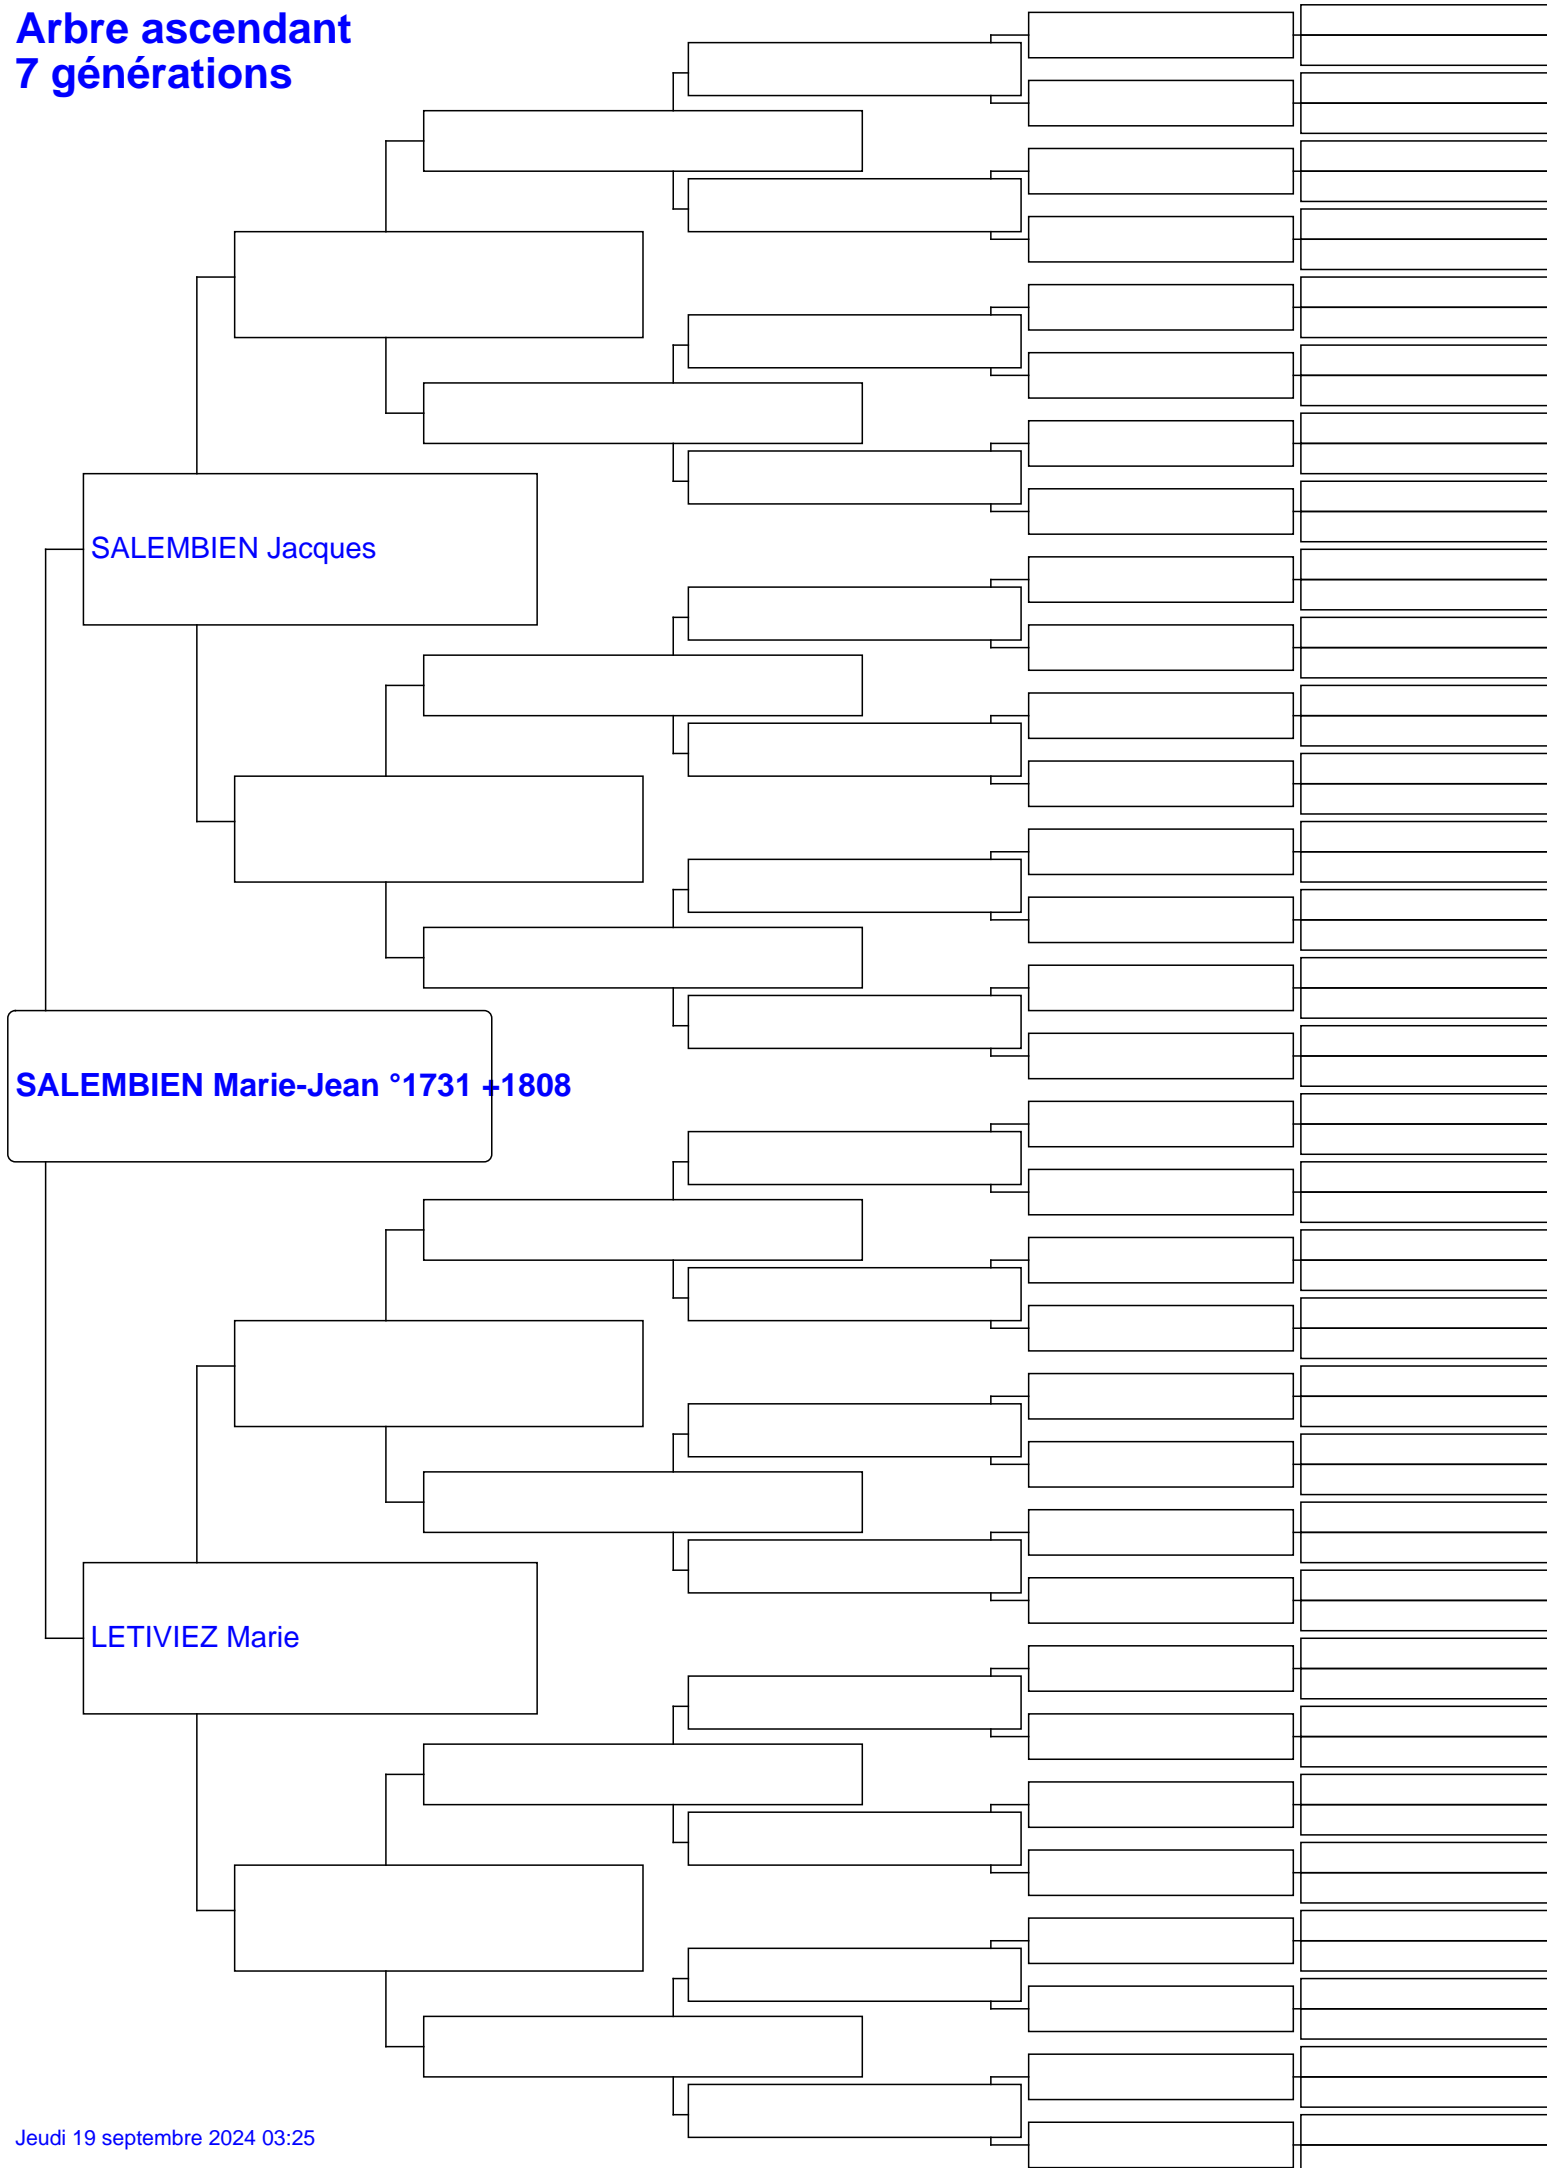 Arbre ascendant
7 générations
SALEMBIEN Jacques
SALEMBIEN Marie-Jean °1731 +1808
LETIVIEZ Marie
Jeudi 19 septembre 2024 03:25